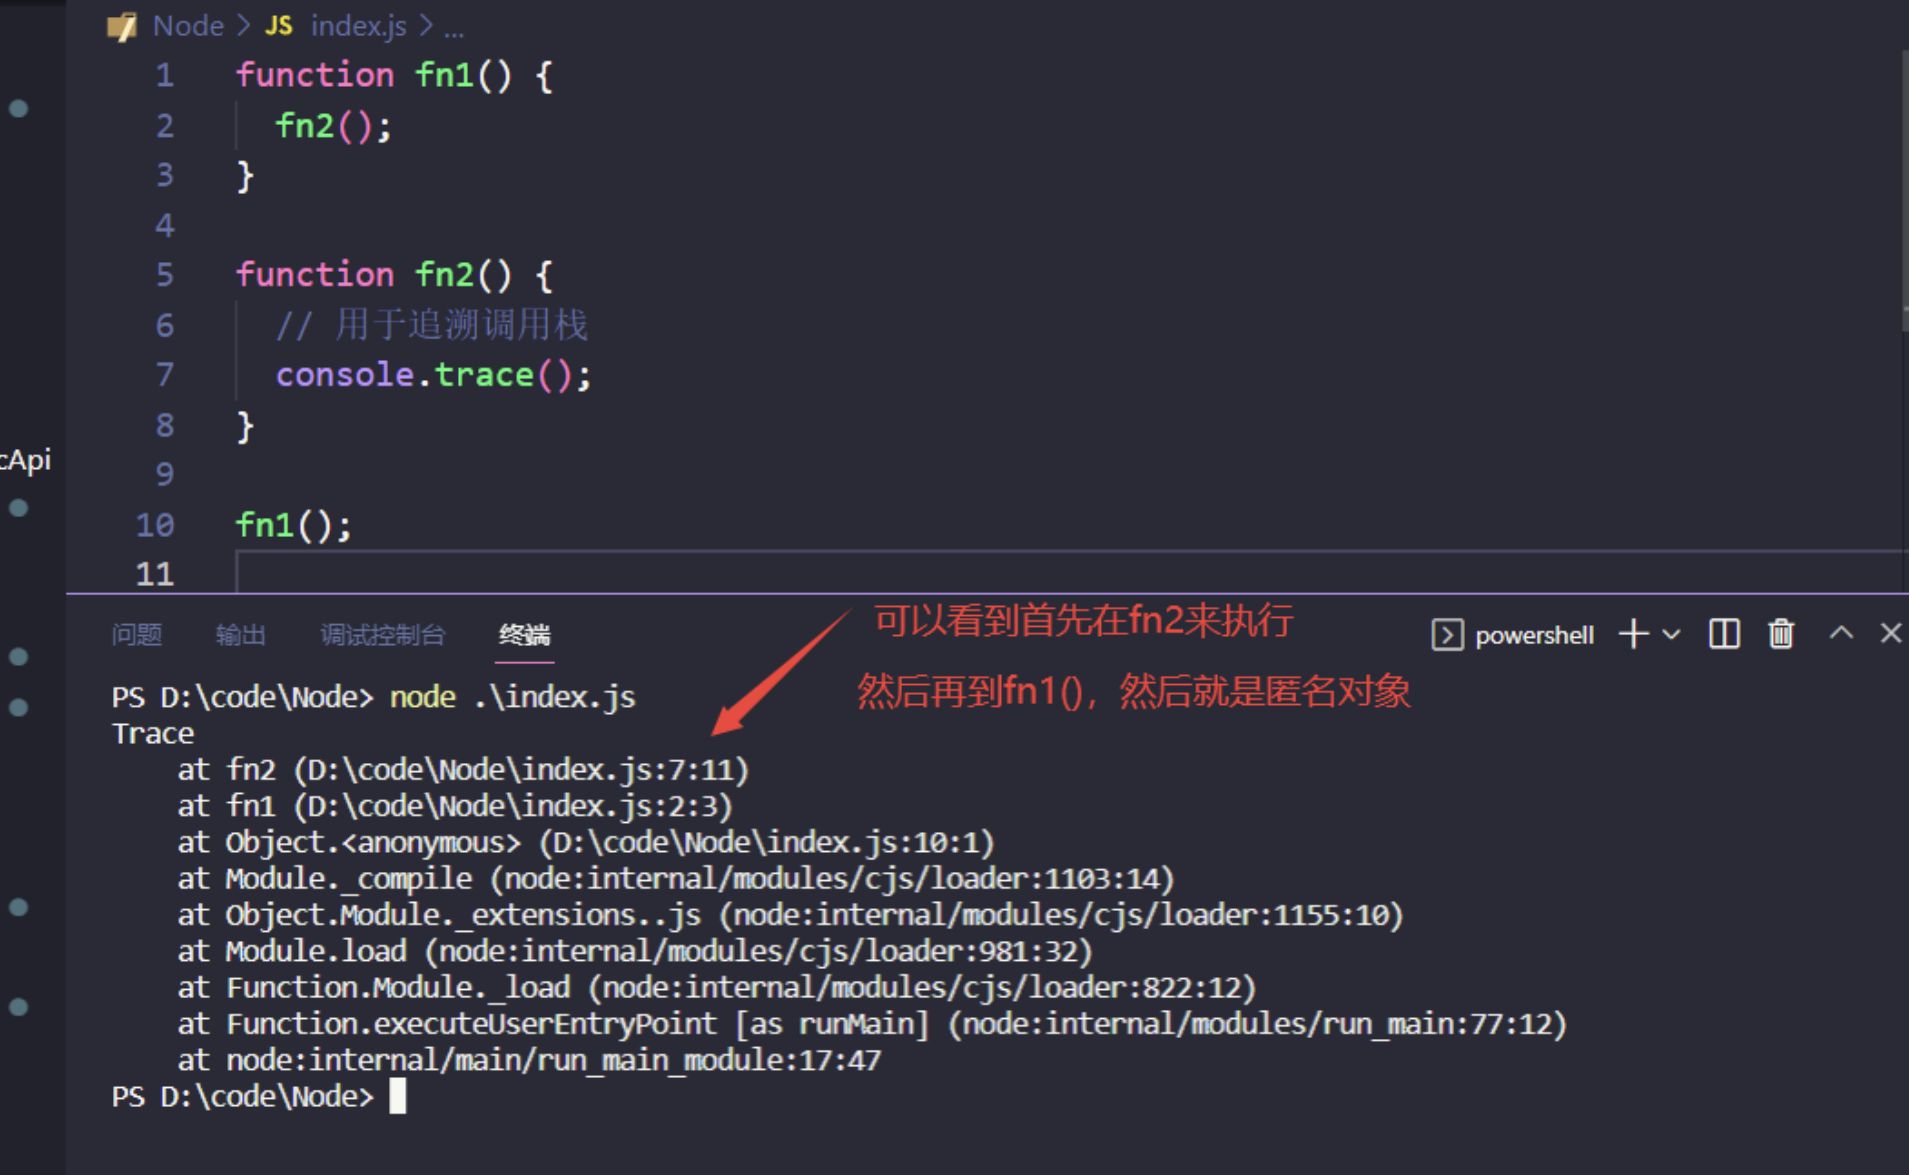 Node > JS index.js > ...
1 function fn1() {
2 fn2();
3 }
4
5 function fn2() {
6 // 用于追溯调用栈
7 console.trace();
8 }
cApi
9
10 fn1();
11
问题 输出 调试控制台 终端 powershell
可以看到首先在fn2来执行
然后再到fn1()，然后就是匿名对象
PS D:\code\Node> node .\index.js
Trace
at fn2 (D:\code\Node\index.js:7:11)
at fn1 (D:\code\Node\index.js:2:3)
at Object.<anonymous> (D:\code\Node\index.js:10:1)
at Module._compile (node:internal/modules/cjs/loader:1103:14)
at Object.Module._extensions..js (node:internal/modules/cjs/loader:1155:10)
at Module.load (node:internal/modules/cjs/loader:981:32)
at Function.Module._load (node:internal/modules/cjs/loader:822:12)
at Function.executeUserEntryPoint [as runMain] (node:internal/modules/run_main:77:12)
at node:internal/main/run_main_module:17:47
PS D:\code\Node>